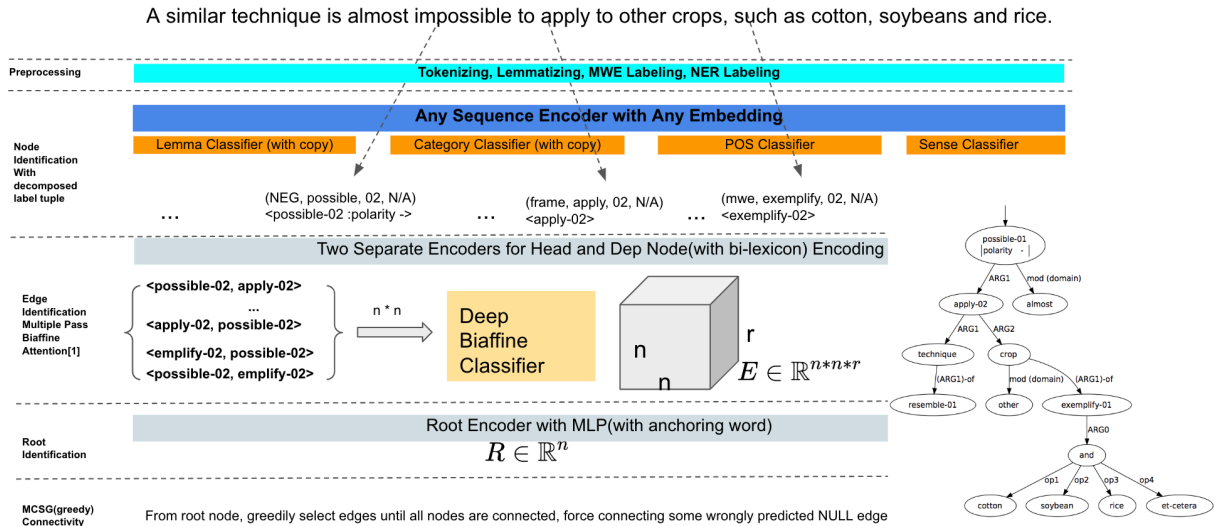 A similar technique is almost impossible to apply to other crops, such as cotton, soybeans and rice.
Preprocessing
Tokenizing, Lemmatizing, MWE Labeling, NER Labeling
Any Sequence Encoder with Any Embedding
Node
Identification
With
decomposed
label tuple
Lemma Classifier (with copy)
Category Classifier (with copy)
POS Classifier
Sense Classifier
...
(NEG, possible, 02, N/A)
<possible-02 :polarity ->
...
(frame, apply, 02, N/A)
<apply-02>
...
(mwe, exemplify, 02, N/A)
<exemplify-02>
Two Separate Encoders for Head and Dep Node(with bi-lexicon) Encoding
Edge
Identification
Multiple Pass
Biaffine
Attention[1]
<possible-02, apply-02>
...
<apply-02, possible-02>
<emplify-02, possible-02>
<possible-02, emplify-02>
n * n
Deep
Biaffine
Classifier
n
n
r
E ∈ ℝ^{n*n*r}
Root
Identification
Root Encoder with MLP(with anchoring word)
R ∈ ℝ^n
MCSG(greedy)
Connectivity
From root node, greedily select edges until all nodes are connected, force connecting some wrongly predicted NULL edge
possible-01
|polarity - |
ARG1
mod (domain)
apply-02
almost
ARG1
ARG2
technique
crop
(ARG1)-of
mod (domain)
(ARG1)-of
resemble-01
other
exemplify-01
ARG0
and
op1
op2
op3
op4
cotton
soybean
rice
et-cetera